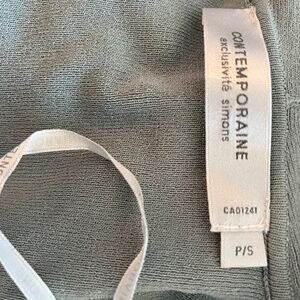 CONTEMPORAINE
exclusivité simons
CA01241
P/S